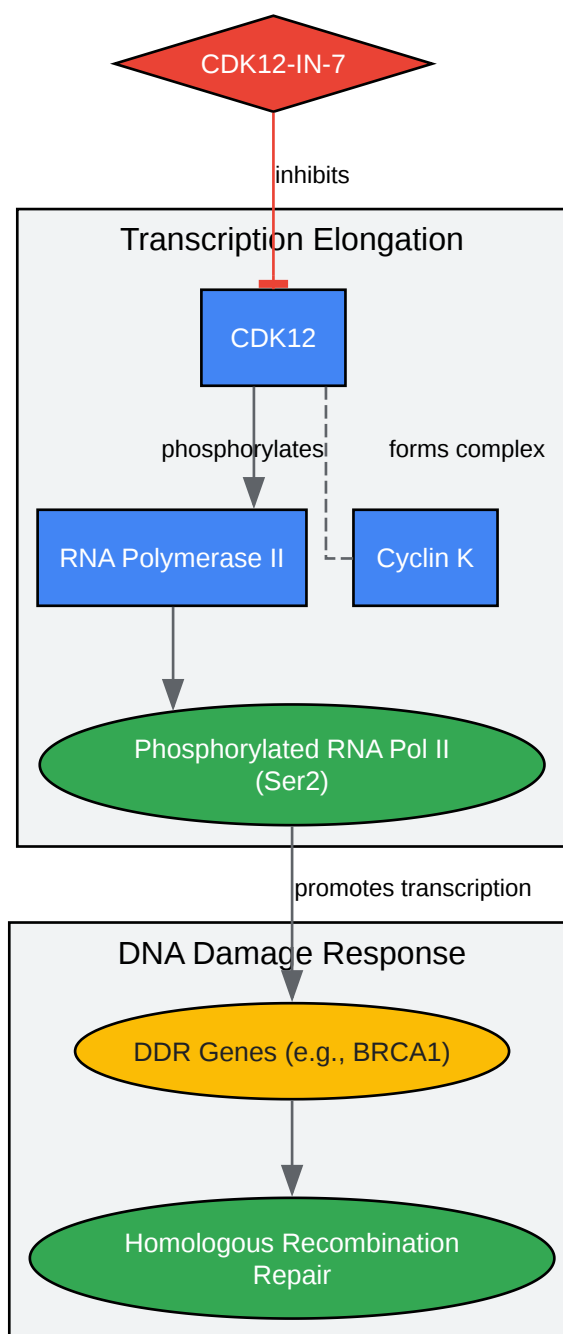 CDK12-IN-7
inhibits
Transcription Elongation
CDK12
phosphorylates
forms complex
RNA Polymerase II
Cyclin K
Phosphorylated RNA Pol II
(Ser2)
promotes transcription
DNA Damage Response
DDR Genes (e.g., BRCA1)
Homologous Recombination
Repair